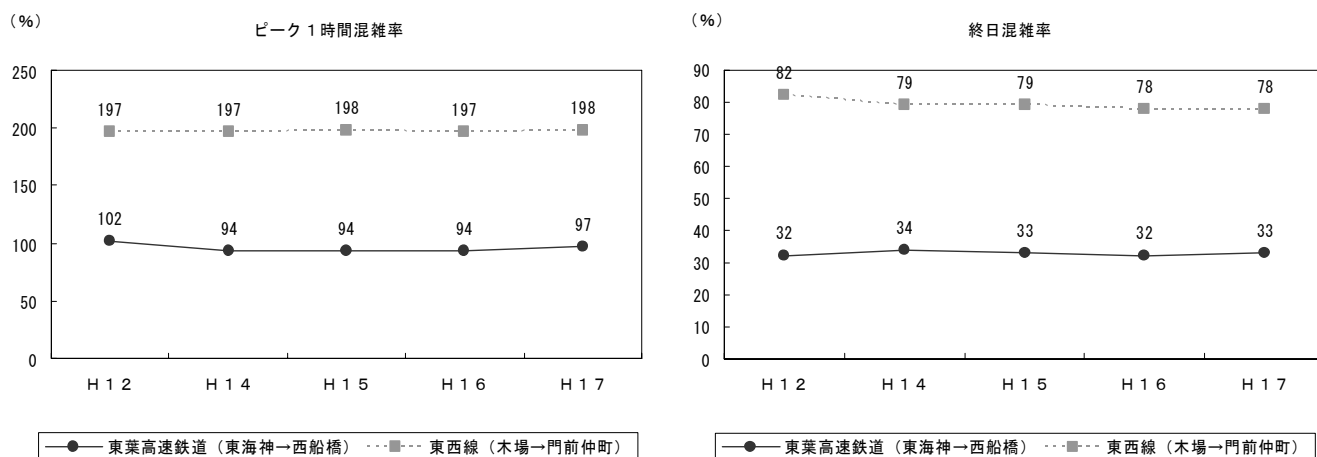 (%)
ピーク１時間混雑率
250
200
150
100
50
0
197
197
198
197
198
102
94
94
94
97
Ｈ１２
Ｈ１４
Ｈ１５
Ｈ１６
Ｈ１７
東葉高速鉄道（東海神→西船橋）
東西線（木場→門前仲町）
(%)
終日混雑率
90
80
70
60
50
40
30
20
10
0
82
79
79
78
78
32
34
33
32
33
Ｈ１２
Ｈ１４
Ｈ１５
Ｈ１６
Ｈ１７
東葉高速鉄道（東海神→西船橋）
東西線（木場→門前仲町）